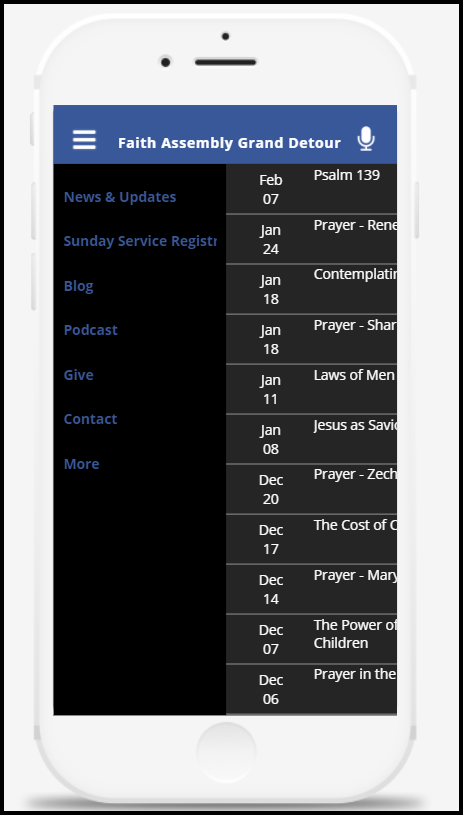 Faith Assembly Grand Detour
News & Updates
Sunday Service Registr
Blog
Podcast
Give
Contact
More
Feb
07
Psalm 139
Jan
24
Prayer - Rene
Jan
18
Contemplatin
Jan
18
Prayer - Shar
Jan
11
Laws of Men
Jan
08
Jesus as Savio
Dec
20
Prayer - Zech
Dec
17
The Cost of C
Dec
14
Prayer - Mary
Dec
07
The Power of
Children
Dec
06
Prayer in the